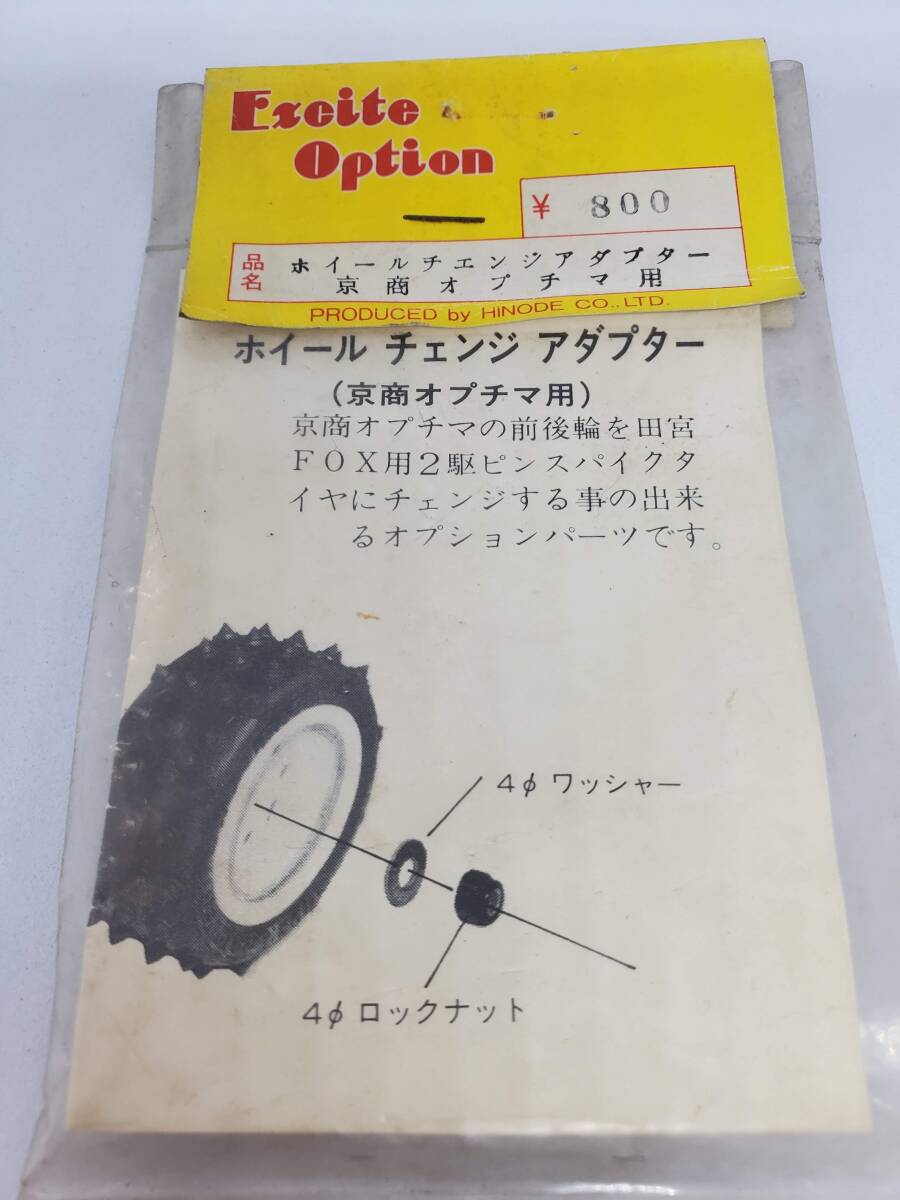 Excite
Option
¥ 800
品名 ホイールチエンジアダプター
京商オプチマ用
PRODUCED by HINODE CO.,LTD.
ホイール チェンジ アダプター
(京商オプチマ用)
京商オプチマの前後輪を田宮
FOX用2駆ピンスパイクタ
イヤにチェンジする事の出来
るオプションパーツです。
4φ ワッシャー
4φ ロックナット